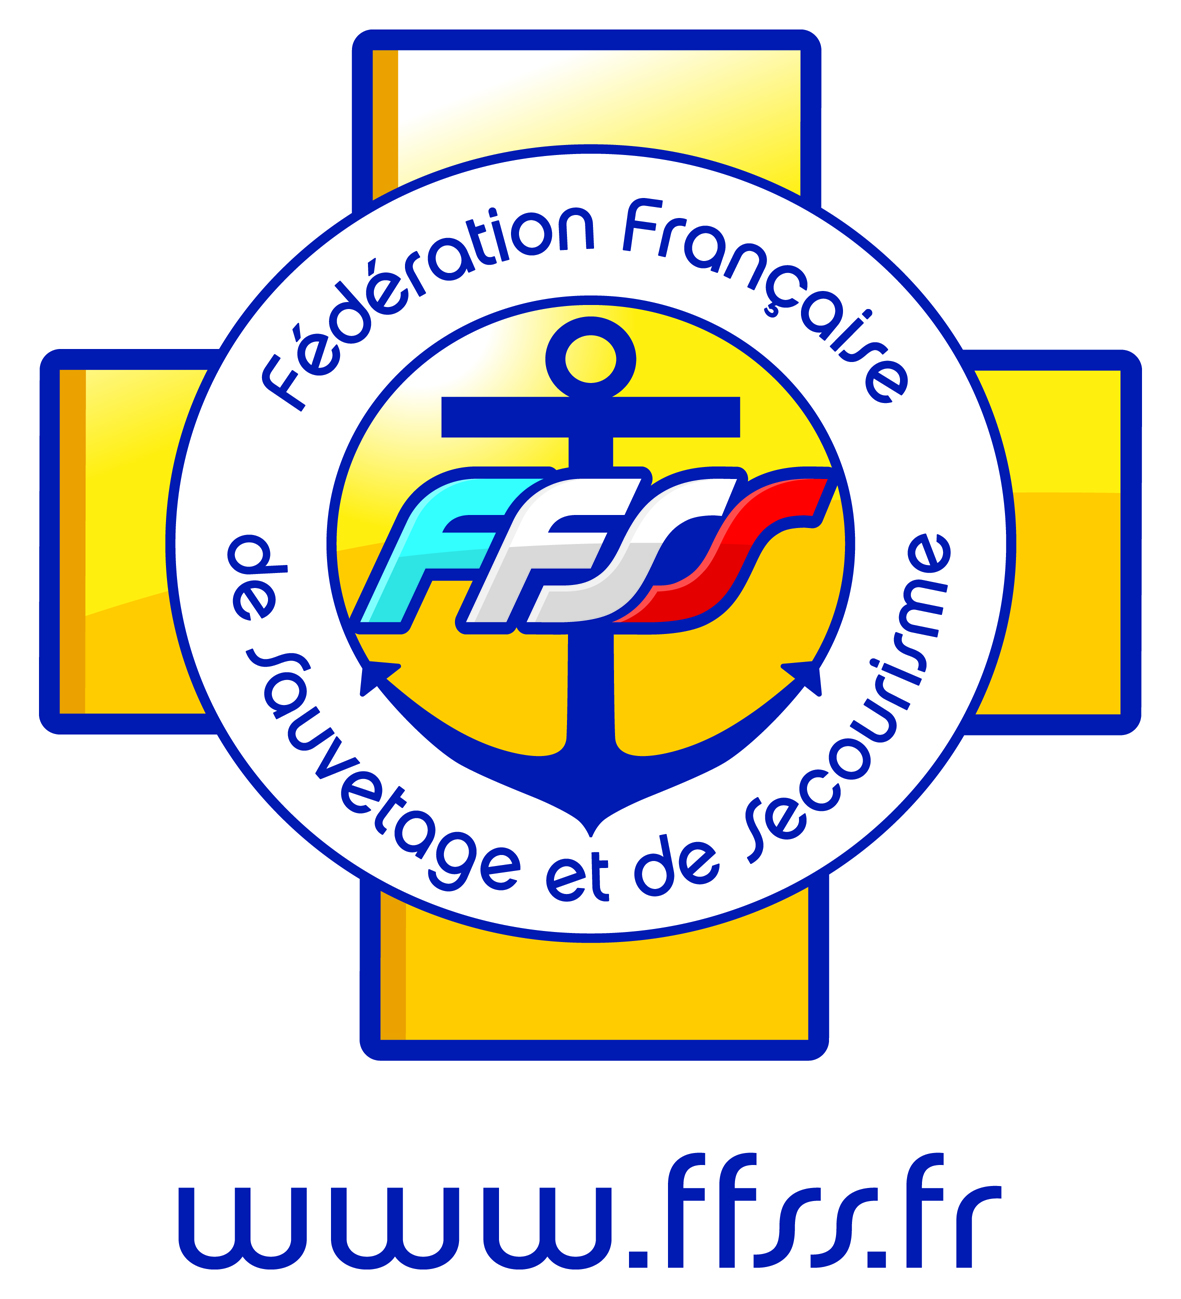 Fédération Française
de Sauvetage et de Secourisme
FFSS
www.ffss.fr